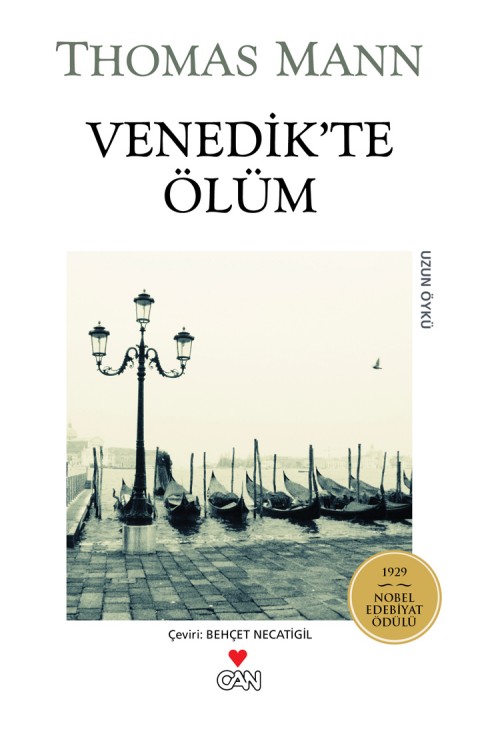 THOMAS MANN
VENEDİK'TE
ÖLÜM
UZUN ÖYKÜ
1929
NOBEL
EDEBİYAT
ÖDÜLÜ
Çeviri: BEHÇET NECATİGİL
CAN